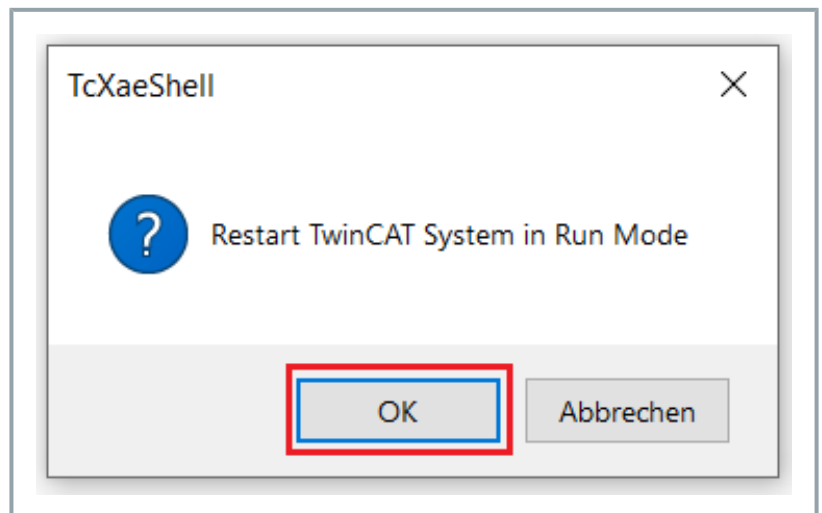 TcXaeShell
?
Restart TwinCAT System in Run Mode
OK
Abbrechen